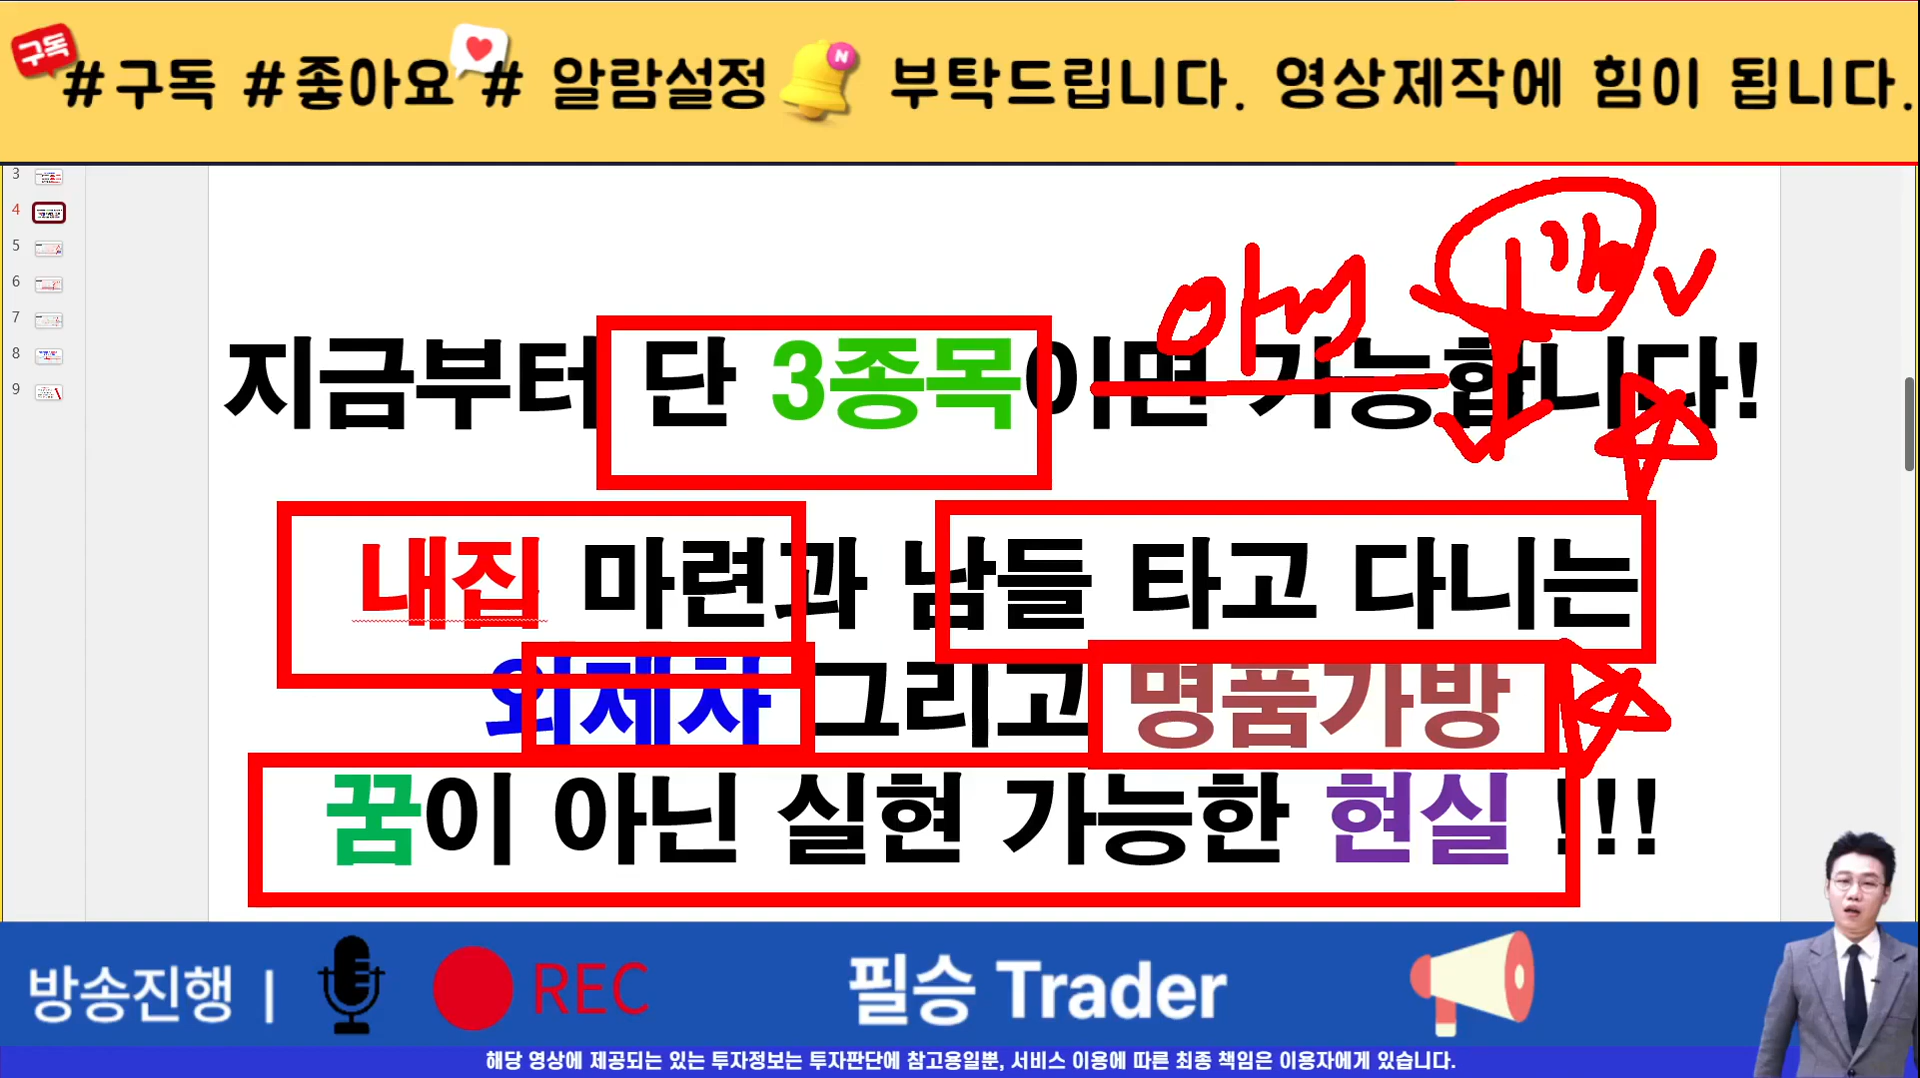 구독
#구독 #좋아요 # 알람설정 N 부탁드립니다. 영상제작에 힘이 됩니다.
3
4
5
6
7
8
9
지금부터 단 3종목이면 가능합니다!
내집 마련과 남들 타고 다니는
외제차 그리고 명품가방
꿈이 아닌 실현 가능한 현실 !!!
방송진행 | REC 필승 Trader
해당 영상에 제공되는 있는 투자정보는 투자판단에 참고용일뿐, 서비스 이용에 따른 최종 책임은 이용자에게 있습니다.